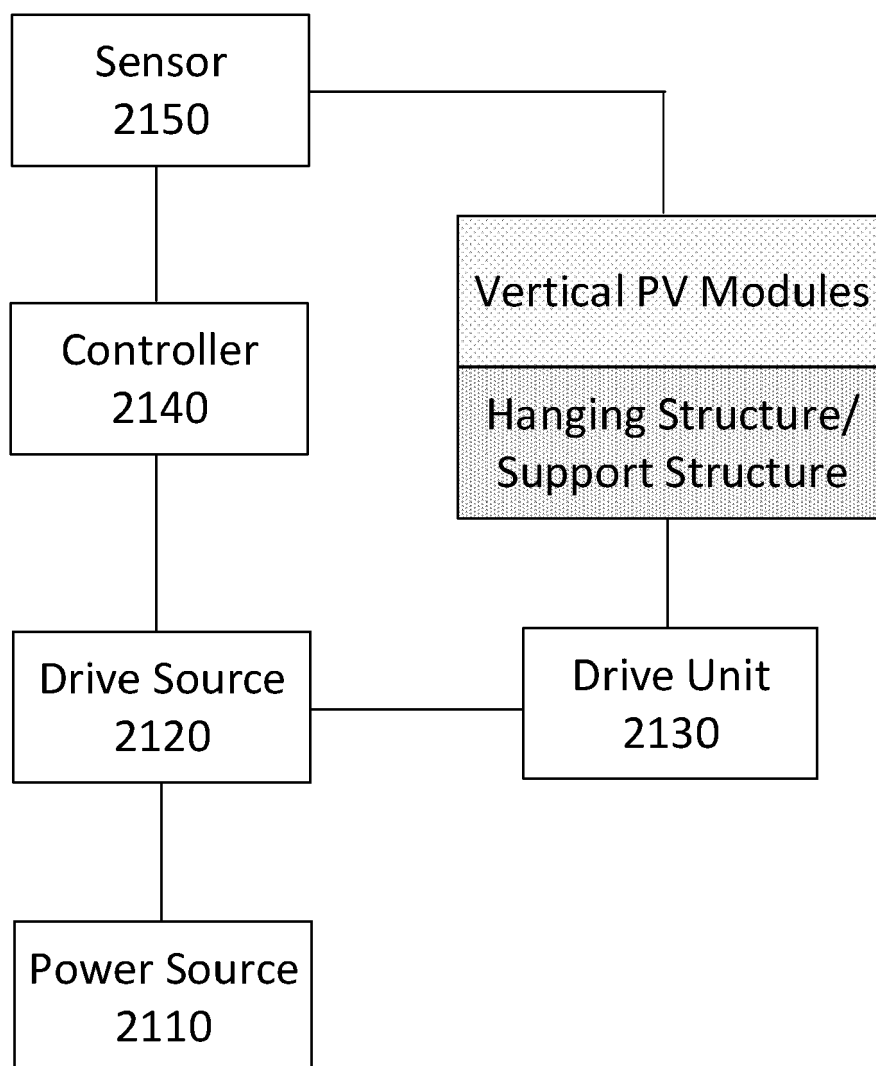 Sensor
2150
Vertical PV Modules
Controller
2140
Hanging Structure/
Support Structure
Drive Source
2120
Drive Unit
2130
Power Source
2110